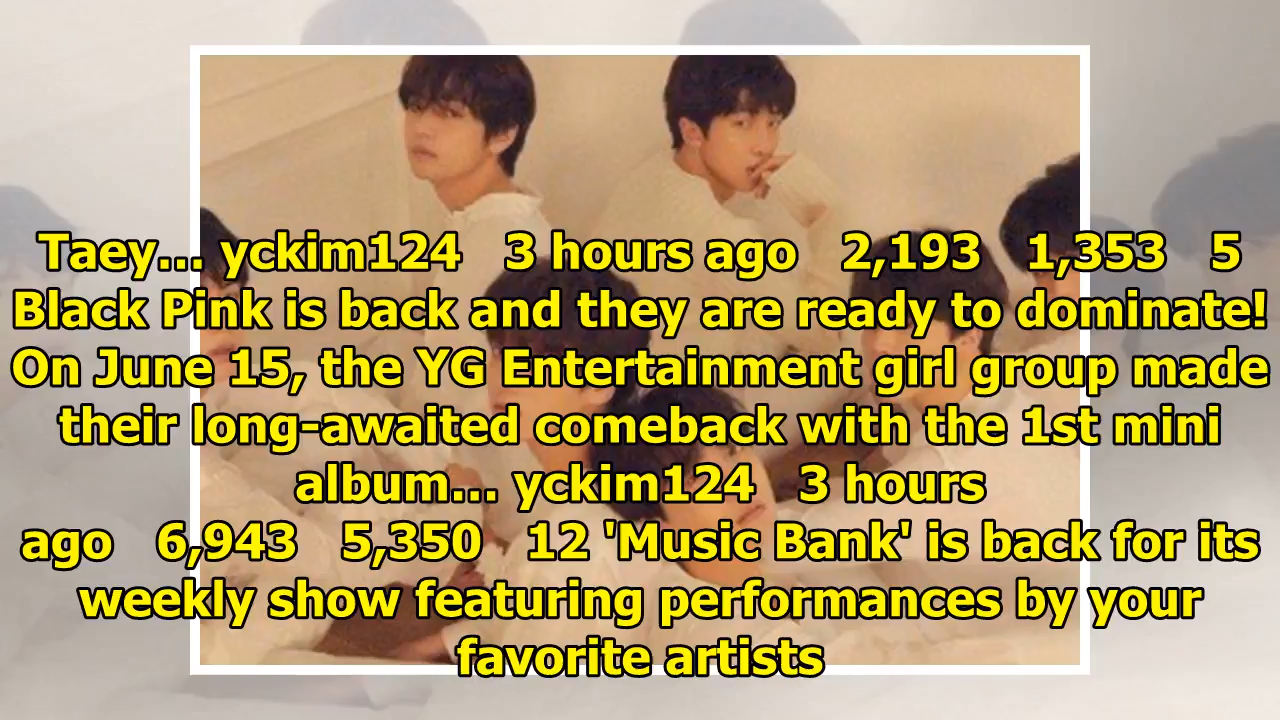 Taey... yckim124 3 hours ago 2,193 1,353 5
Black Pink is back and they are ready to dominate!
On June 15, the YG Entertainment girl group made
their long-awaited comeback with the 1st mini
album... yckim124 3 hours
ago 6,943 5,350 12 'Music Bank' is back for its
weekly show featuring performances by your
favorite artists